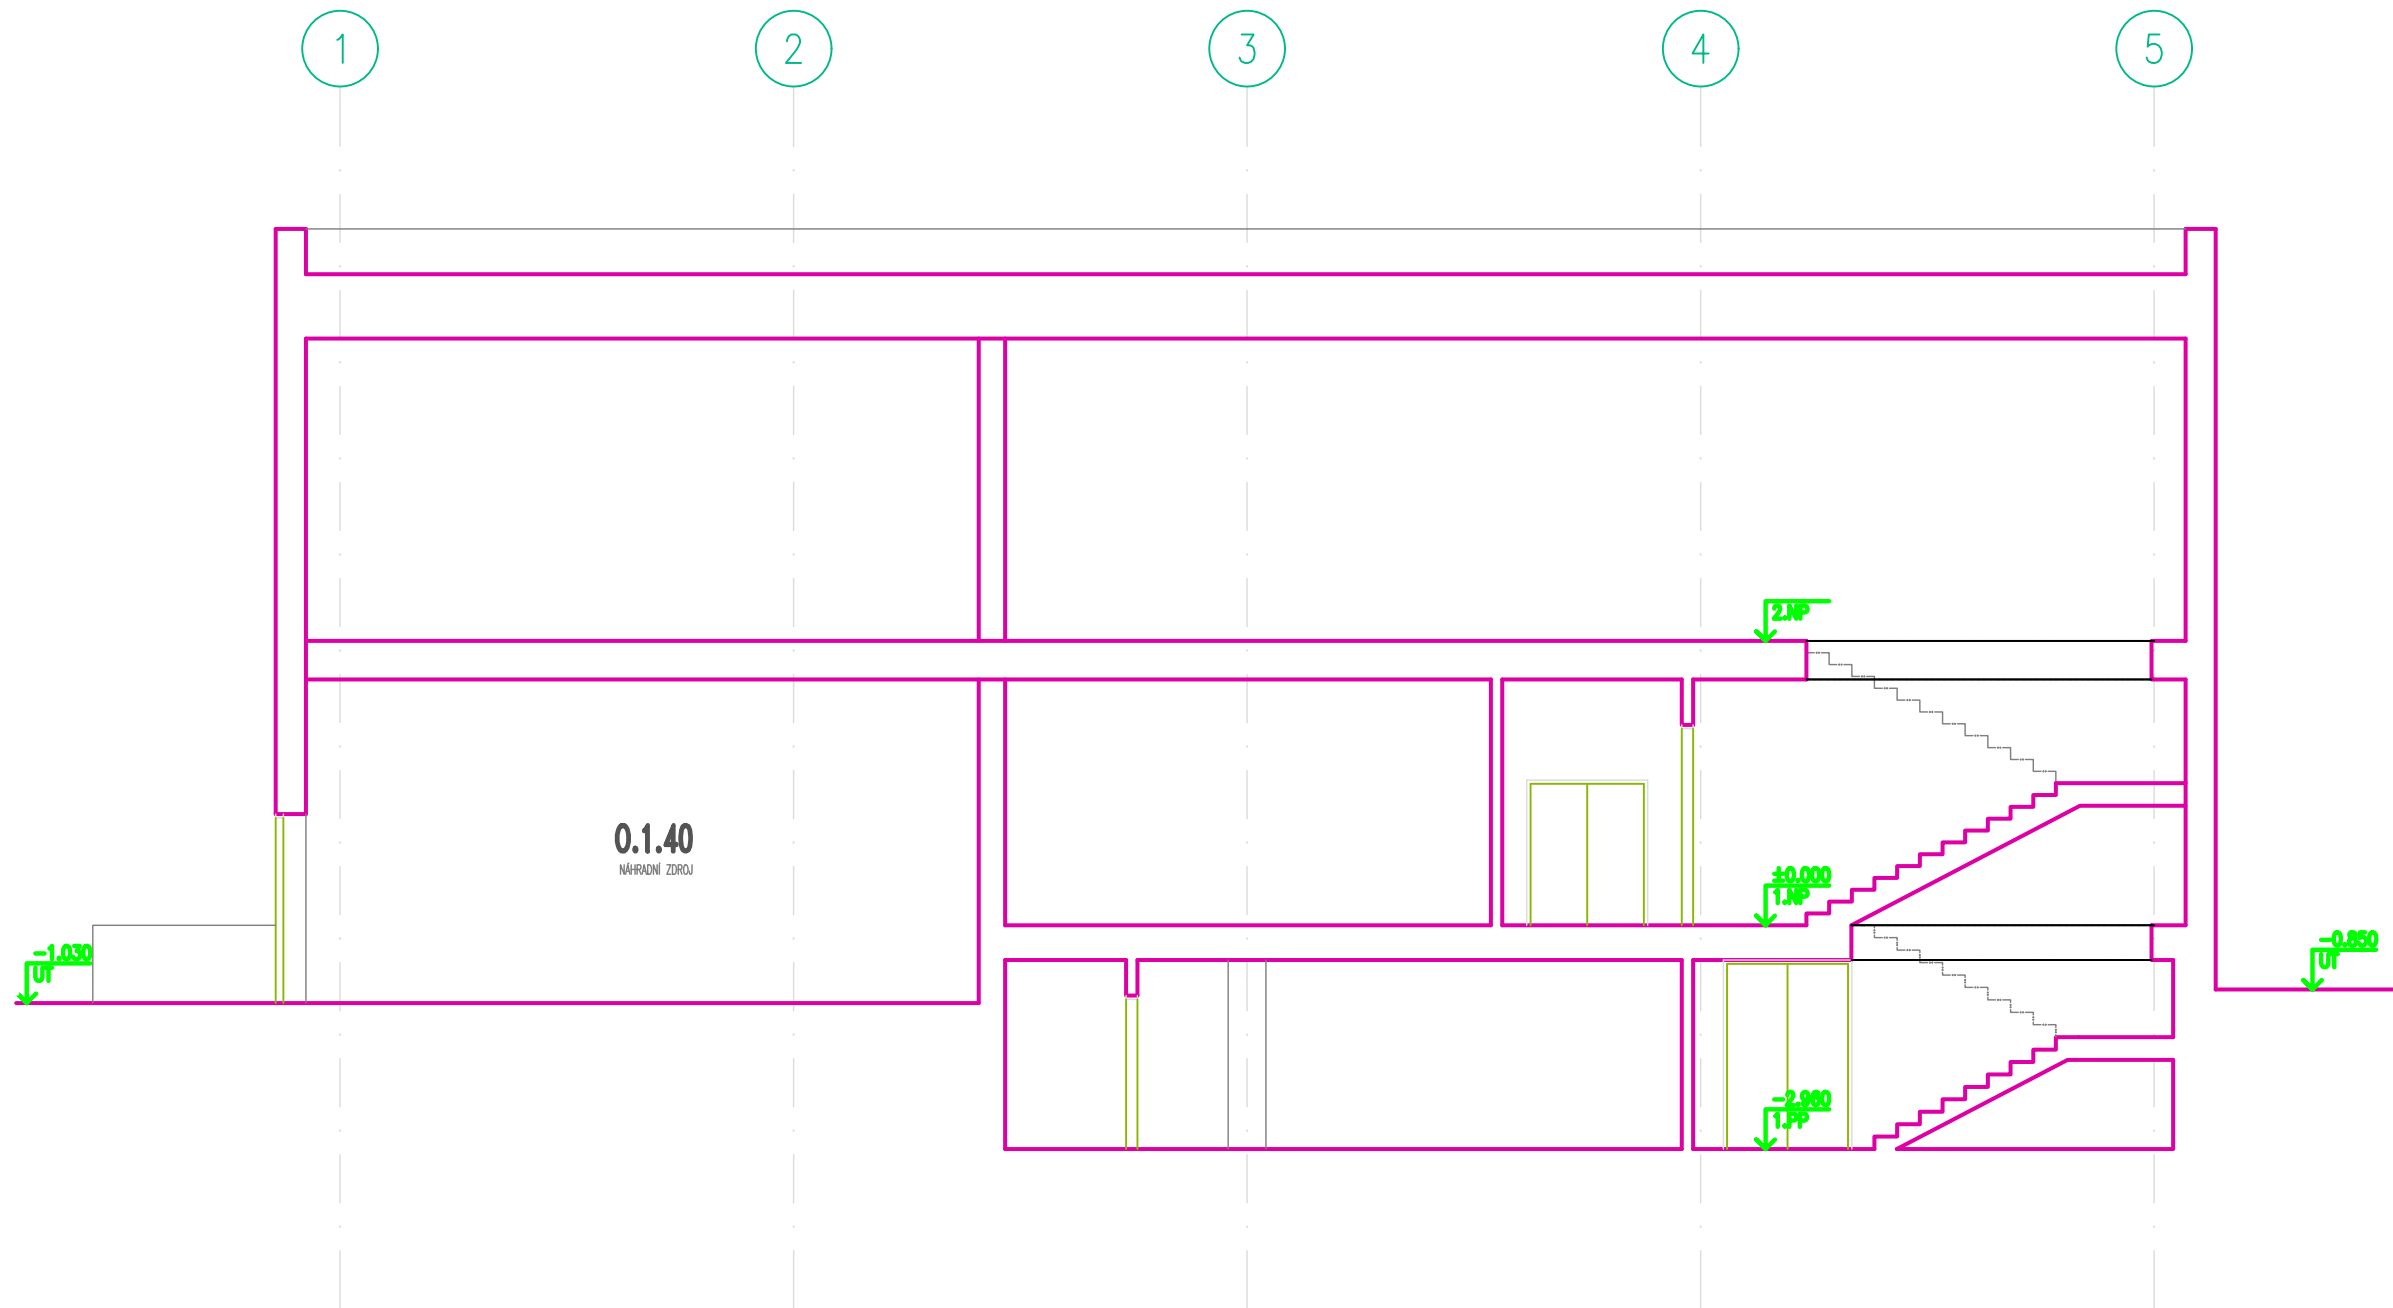 1 2 3 4 5
2.NP
0.1.40
NÁHRADNÍ ZDROJ
±0.000
1.NP
-1.030
UT
-0.850
UT
-2.960
1.PP